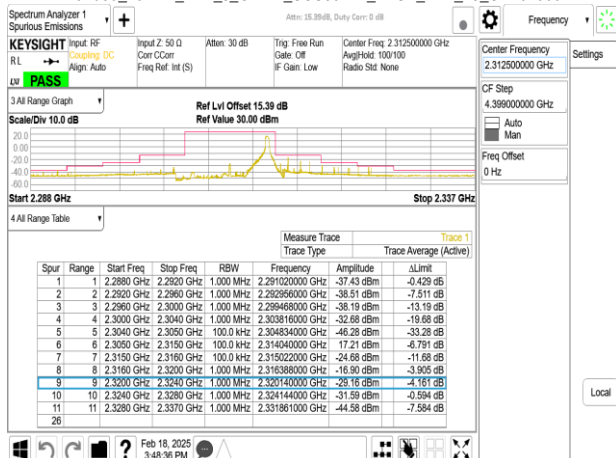 Spectrum Analyzer 1
Spurious Emissions
Attn: 15.39dB, Duty Corr: 0 dB
Frequency
KEYSIGHT
Input: RF
Input Z: 50 Ω
Atten: 30 dB
Trig: Free Run
Center Freq: 2.312500000 GHz
RL
Coupling: DC
Corr CCorr
Gate: Off
Avg|Hold: 100/100
Align: Auto
Freq Ref: Int (S)
IF Gain: Low
Radio Std: None
LXI
PASS
Center Frequency
2.312500000 GHz
Settings
CF Step
4.399000000 GHz
Auto
Man
Freq Offset
0 Hz
Local
3 All Range Graph
Ref Lvl Offset 15.39 dB
Scale/Div 10.0 dB
Ref Value 30.00 dBm
20.0
0.00
-20.0
-40.0
-60.0
Start 2.288 GHz
Stop 2.337 GHz
4 All Range Table
Measure Trace Trace 1
Trace Type Trace Average (Active)
Spur Range Start Freq Stop Freq RBW Frequency Amplitude ΔLimit
1 1 2.2880 GHz 2.2920 GHz 1.000 MHz 2.291020000 GHz -37.43 dBm -0.429 dB
2 2 2.2920 GHz 2.2960 GHz 1.000 MHz 2.292956000 GHz -38.51 dBm -7.511 dB
3 3 2.2960 GHz 2.3000 GHz 1.000 MHz 2.299468000 GHz -38.19 dBm -13.19 dB
4 4 2.3000 GHz 2.3040 GHz 1.000 MHz 2.303816000 GHz -32.68 dBm -19.68 dB
5 5 2.3040 GHz 2.3050 GHz 100.0 kHz 2.304834000 GHz -46.28 dBm -33.28 dB
6 6 2.3050 GHz 2.3150 GHz 100.0 kHz 2.314040000 GHz 17.21 dBm -6.791 dB
7 7 2.3150 GHz 2.3160 GHz 100.0 kHz 2.315022000 GHz -24.68 dBm -11.68 dB
8 8 2.3160 GHz 2.3200 GHz 1.000 MHz 2.316388000 GHz -16.90 dBm -3.905 dB
9 9 2.3200 GHz 2.3240 GHz 1.000 MHz 2.320140000 GHz -29.16 dBm -4.161 dB
10 10 2.3240 GHz 2.3280 GHz 1.000 MHz 2.324144000 GHz -31.59 dBm -0.594 dB
11 11 2.3280 GHz 2.3370 GHz 1.000 MHz 2.331861000 GHz -44.58 dBm -7.584 dB
26
?
Feb 18, 2025
3:48:36 PM